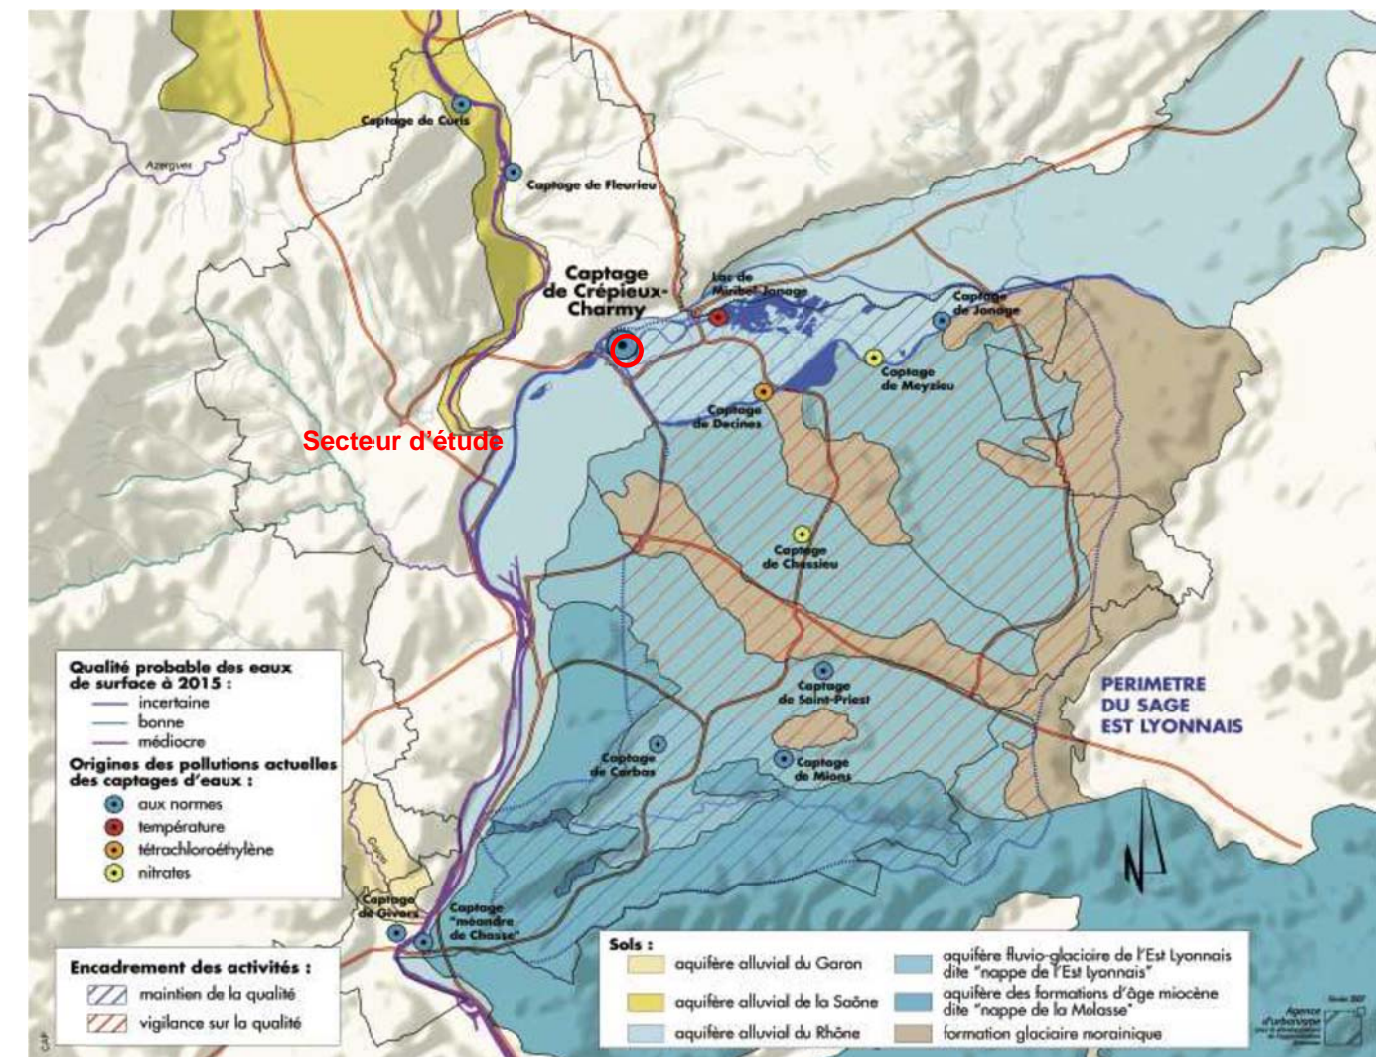 Captage de Curis
Azergues
Captage de Fleurieu
Captage
de Crépieux-
Charmy
Lac de
Miribel-Jonage
Captage
de Jonage
Captage
de Meyzieu
Captage
de Decines
Secteur d'étude
Captage
de Chassieu
Captage
de Saint-Priest
PERIMETRE
DU SAGE
EST LYONNAIS
Captage
de Corbas
Captage
de Mions
Qualité probable des eaux
de surface à 2015 :
incertaine
bonne
médiocre
Origines des pollutions actuelles
des captages d'eaux :
aux normes
température
tétrachloroéthylène
nitrates
Garon
Captage
de Givors
Captage
"méandre
de Chasse"
N
Encadrement des activités :
maintien de la qualité
vigilance sur la qualité
Sols :
aquifère alluvial du Garon
aquifère alluvial de la Saône
aquifère alluvial du Rhône
aquifère fluvio-glaciaire de l'Est Lyonnais
dite "nappe de l'Est Lyonnais"
aquifère des formations d'âge miocène
dite "nappe de la Molasse"
formation glaciaire morainique
février 2007
Agence
d'urbanisme
CAP